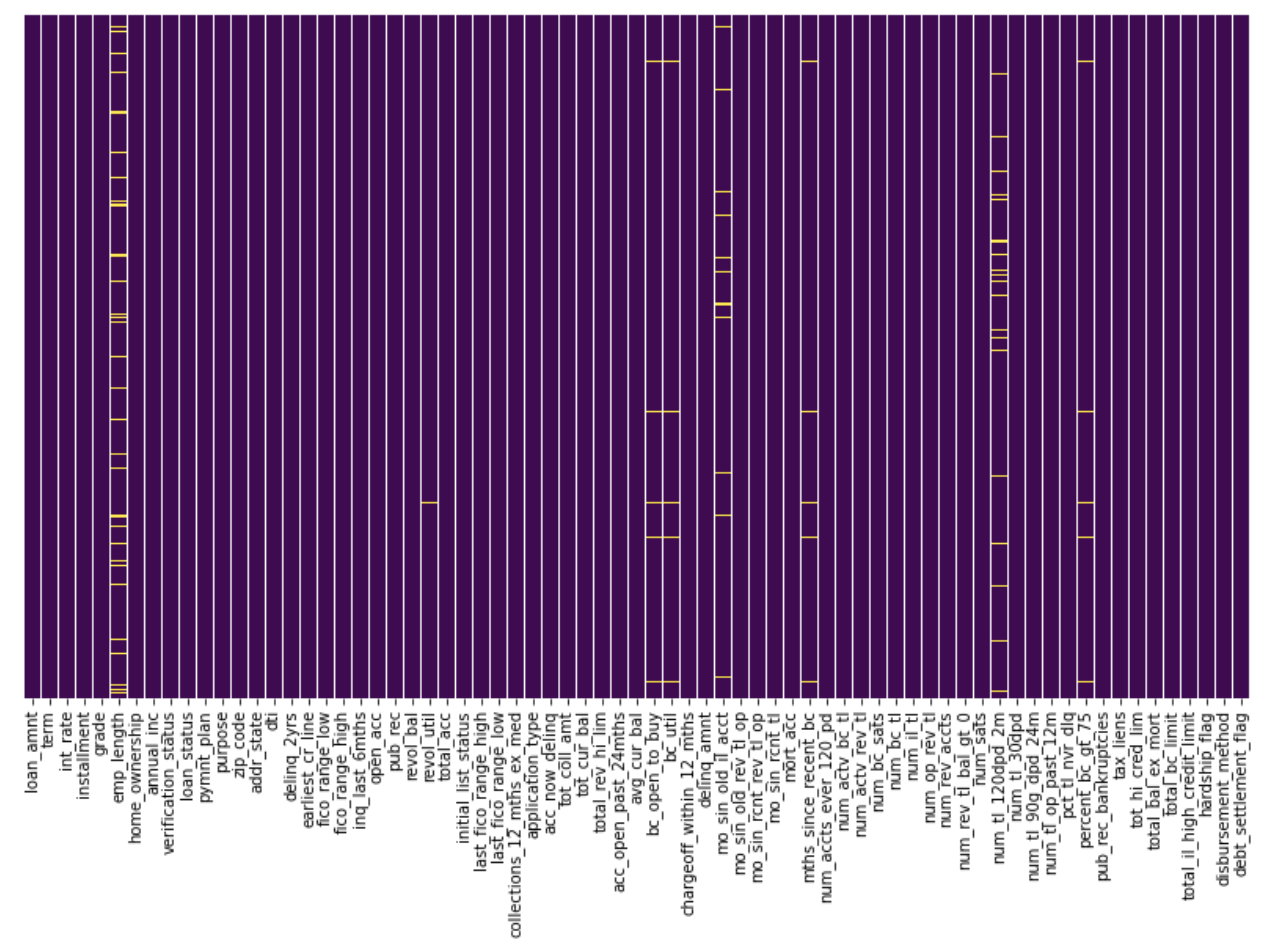 loan_amnt
term
int_rate
installment
grade
emp_length
home_ownership
annual_inc
verification_status
loan_status
pymnt_plan
purpose
zip_code
addr_state
dti
delinq_2yrs
earliest_cr_line
fico_range_low
fico_range_high
inq_last_6mths
open_acc
pub_rec
revol_bal
revol_util
total_acc
initial_list_status
last_fico_range_high
last_fico_range_low
collections_12_mths_ex_med
application_type
acc_now_delinq
tot_coll_amt
tot_cur_bal
total_rev_hi_lim
acc_open_past_24mths
avg_cur_bal
bc_open_to_buy
bc_util
chargeoff_within_12_mths
delinq_amnt
mo_sin_old_il_acct
mo_sin_old_rev_tl_op
mo_sin_rcnt_rev_tl_op
mo_sin_rcnt_tl
mort_acc
mths_since_recent_bc
num_accts_ever_120_pd
num_actv_bc_tl
num_actv_rev_tl
num_bc_sats
num_bc_tl
num_il_tl
num_op_rev_tl
num_rev_accts
num_rev_tl_bal_gt_0
num_sats
num_tl_120dpd_2m
num_tl_30dpd
num_tl_90g_dpd_24m
num_tl_op_past_12m
pct_tl_nvr_dlq
percent_bc_gt_75
pub_rec_bankruptcies
tax_liens
tot_hi_cred_lim
total_bal_ex_mort
total_bc_limit
total_il_high_credit_limit
hardship_flag
disbursement_method
debt_settlement_flag